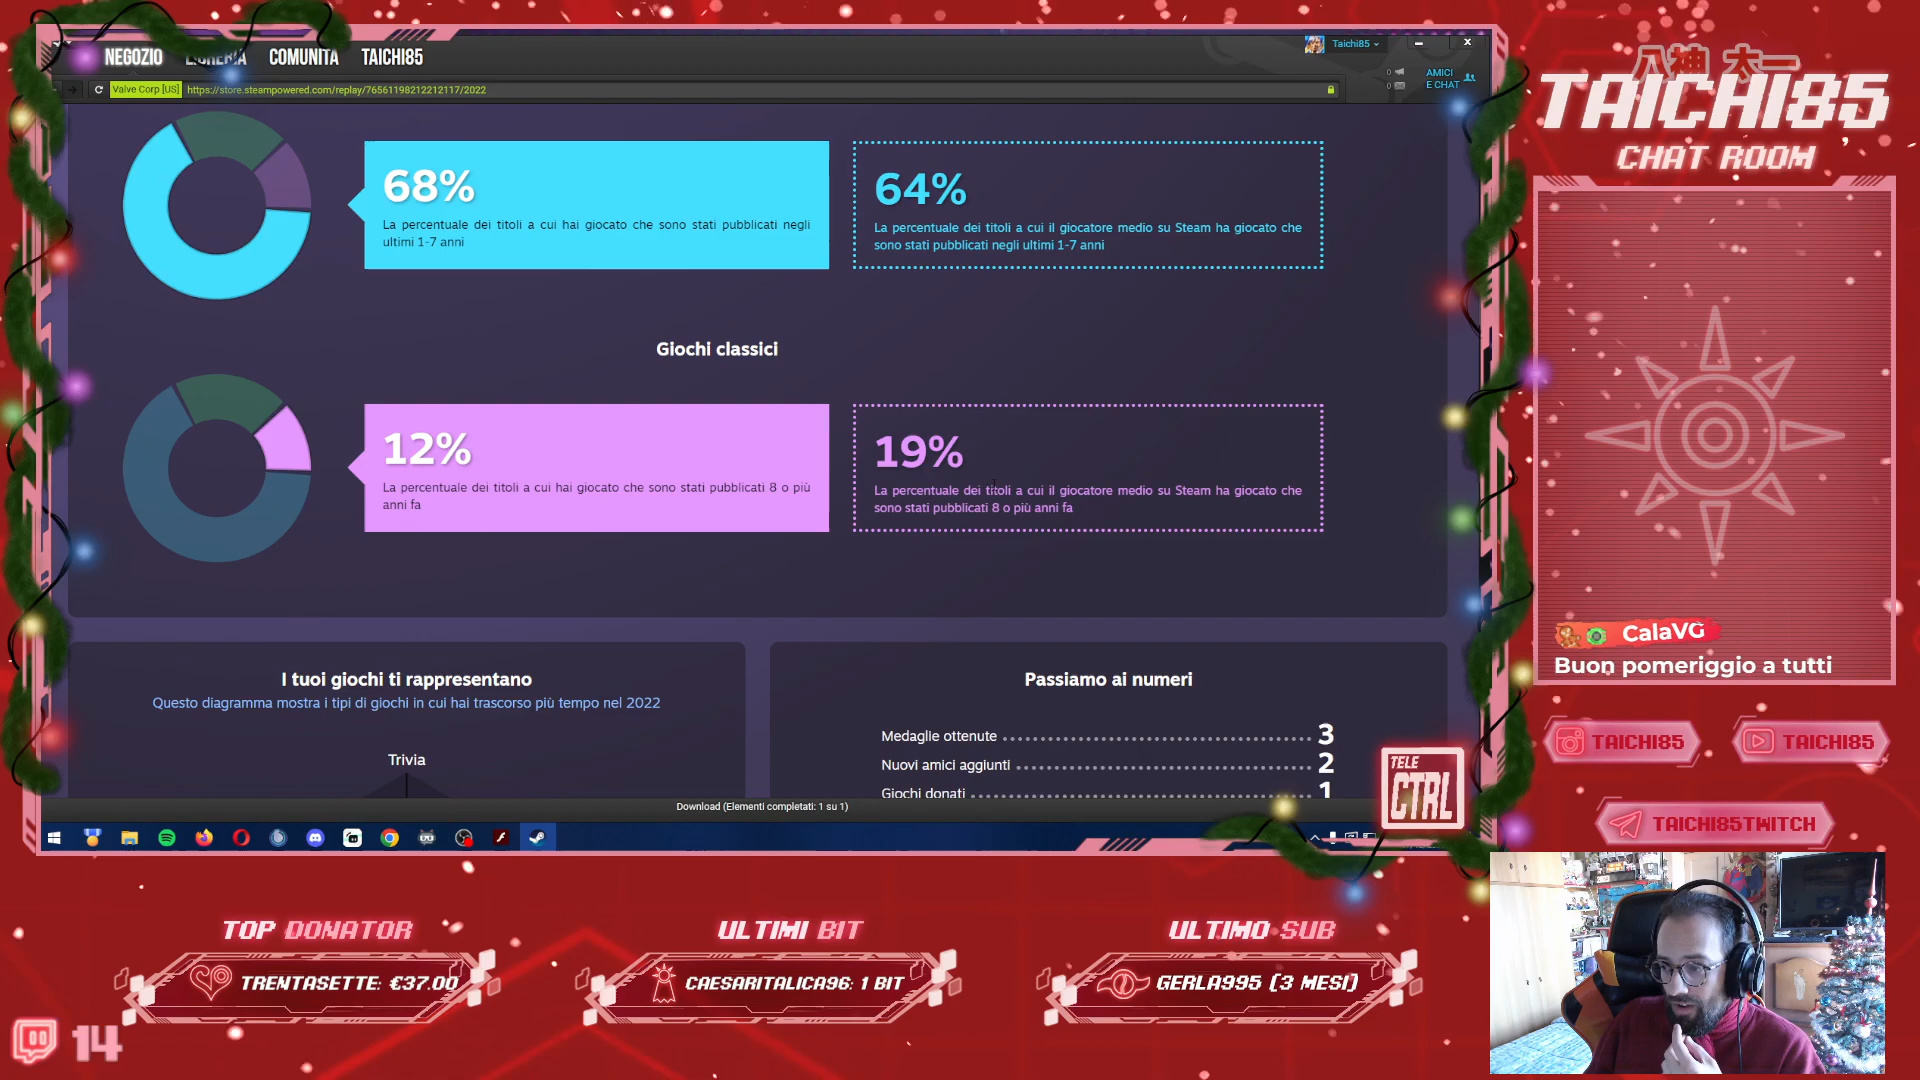 NEGOZIO
LIBRERIA
COMUNITÀ
TAICHI85
Taichi85
Valve Corp [US]
https://store.steampowered.com/replay/76561198212212117/2022
0
0
AMICI
E CHAT
68%
La percentuale dei titoli a cui hai giocato che sono stati pubblicati negli
ultimi 1-7 anni
64%
La percentuale dei titoli a cui il giocatore medio su Steam ha giocato che
sono stati pubblicati negli ultimi 1-7 anni
Giochi classici
12%
La percentuale dei titoli a cui hai giocato che sono stati pubblicati 8 o più
anni fa
19%
La percentuale dei titoli a cui il giocatore medio su Steam ha giocato che
sono stati pubblicati 8 o più anni fa
I tuoi giochi ti rappresentano
Questo diagramma mostra i tipi di giochi in cui hai trascorso più tempo nel 2022
Trivia
Passiamo ai numeri
Medaglie ottenute 3
Nuovi amici aggiunti 2
Giochi donati 1
Download (Elementi completati: 1 su 1)
TELE
CTRL
八神 太一
TAICHI85
CHAT ROOM
CalaVG
Buon pomeriggio a tutti
TAICHI85
TAICHI85
TAICHI85TWITCH
TOP DONATOR
TRENTASETTE: €37.00
ULTIMI BIT
CAESARITALICA96: 1 BIT
ULTIMO SUB
GERLA995 (3 MESI)
14